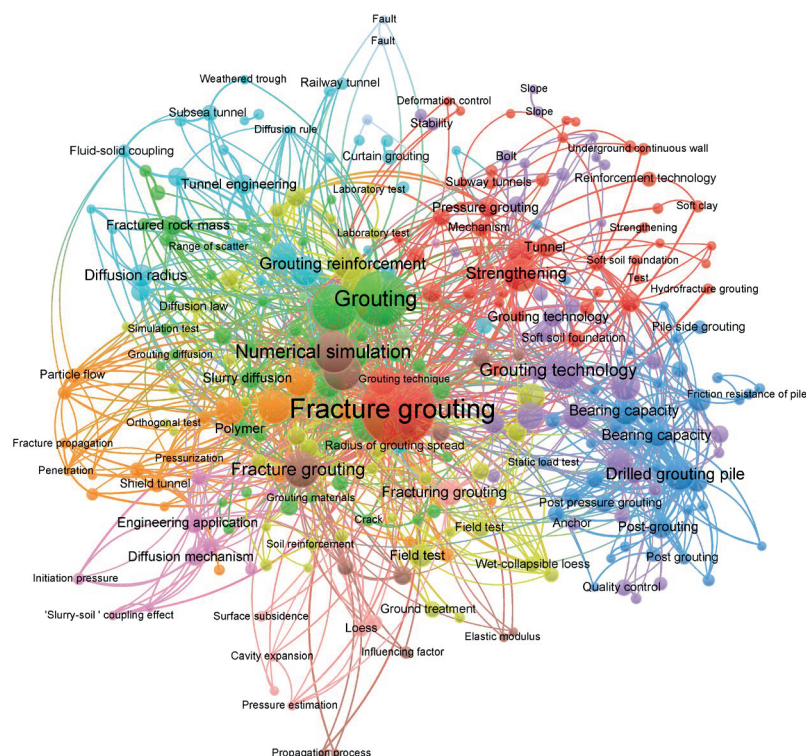 Fault
Fault
Weathered trough
Railway tunnel
Slope
Deformation control
Subsea tunnel
Slope
Stability
Diffusion rule
Fluid-solid coupling
Underground continuous wall
Curtain grouting
Bolt
Tunnel engineering
Subway tunnels
Reinforcement technology
Laboratory test
Pressure grouting
Soft clay
Fractured rock mass
Mechanism
Strengthening
Laboratory test
Range of scatter
Tunnel
Grouting reinforcement
Soft soil foundation
Diffusion radius
Strengthening
Test
Hydrofracture grouting
Grouting
Diffusion law
Grouting technology
Simulation test
Pile side grouting
Soft soil foundation
Numerical simulation
Grouting diffusion
Grouting technology
Particle flow
Slurry diffusion
Grouting technique
Friction resistance of pile
Fracture grouting
Bearing capacity
Orthogonal test
Polymer
Bearing capacity
Fracture propagation
Radius of grouting spread
Pressurization
Static load test
Penetration
Fracture grouting
Drilled grouting pile
Shield tunnel
Fracturing grouting
Grouting materials
Post pressure grouting
Engineering application
Crack
Anchor
Post-grouting
Field test
Soil reinforcement
Diffusion mechanism
Field test
Post grouting
Wet-collapsible loess
Initiation pressure
Quality control
'Slurry-soil ' coupling effect
Surface subsidence
Ground treatment
Loess
Elastic modulus
Cavity expansion
Influencing factor
Pressure estimation
Propagation process